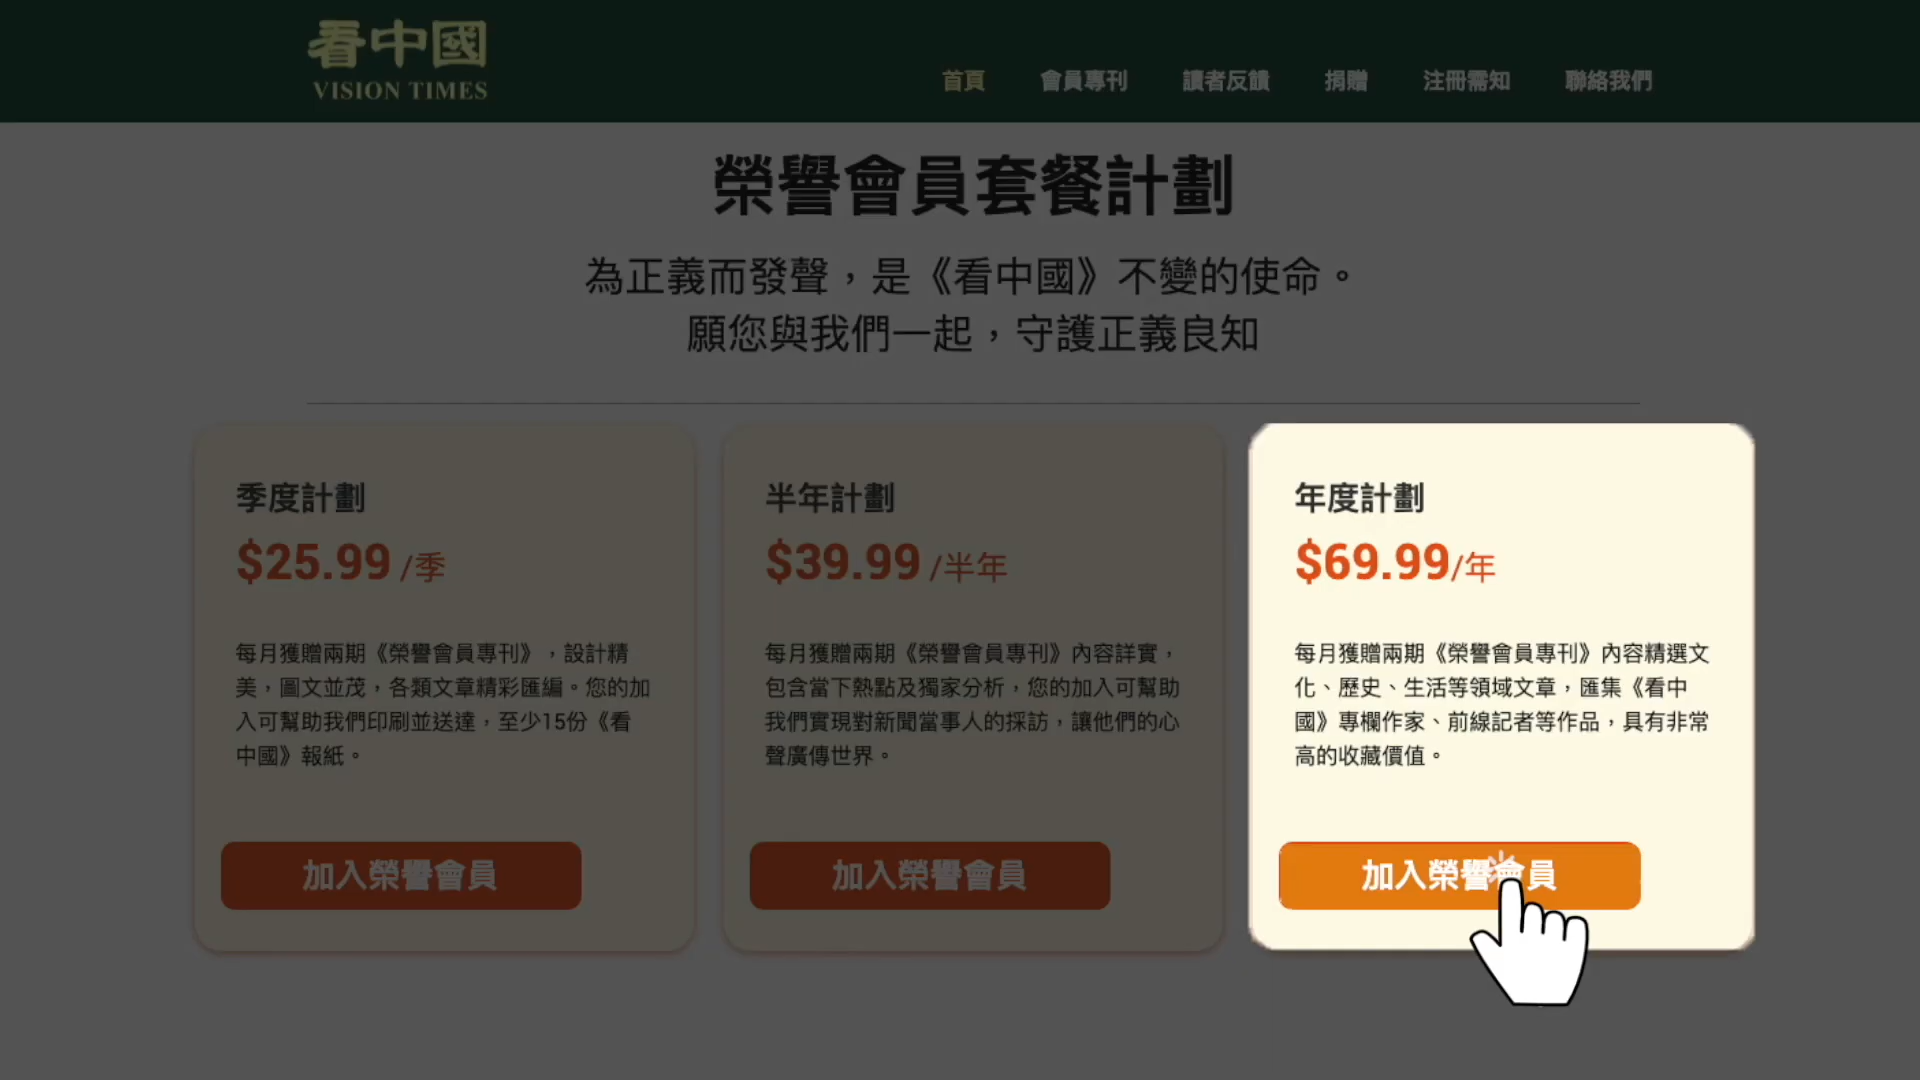 看中國
VISION TIMES
首頁 會員專刊 讀者反饋 捐贈 注冊需知 聯絡我們
榮譽會員套餐計劃
為正義而發聲，是《看中國》不變的使命。
願您與我們一起，守護正義良知
季度計劃
$25.99 /季
每月獲贈兩期《榮譽會員專刊》，設計精
美，圖文並茂，各類文章精彩匯編。您的加
入可幫助我們印刷並送達，至少15份《看
中國》報紙。
加入榮譽會員
半年計劃
$39.99 /半年
每月獲贈兩期《榮譽會員專刊》內容詳實，
包含當下熱點及獨家分析，您的加入可幫助
我們實現對新聞當事人的採訪，讓他們的心
聲廣傳世界。
加入榮譽會員
年度計劃
$69.99/年
每月獲贈兩期《榮譽會員專刊》內容精選文
化、歷史、生活等領域文章，匯集《看中
國》專欄作家、前線記者等作品，具有非常
高的收藏價值。
加入榮譽會員